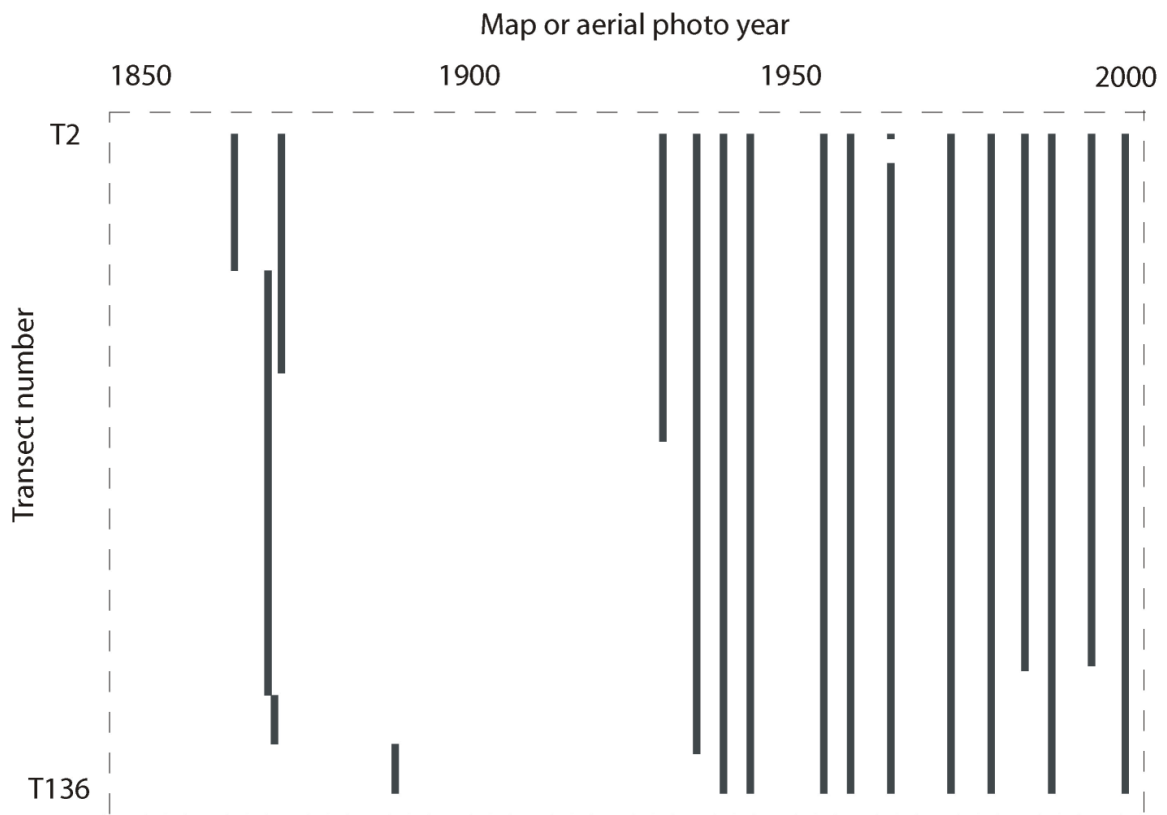 Map or aerial photo year
1850 1900 1950 2000
T2
Transect number
T136